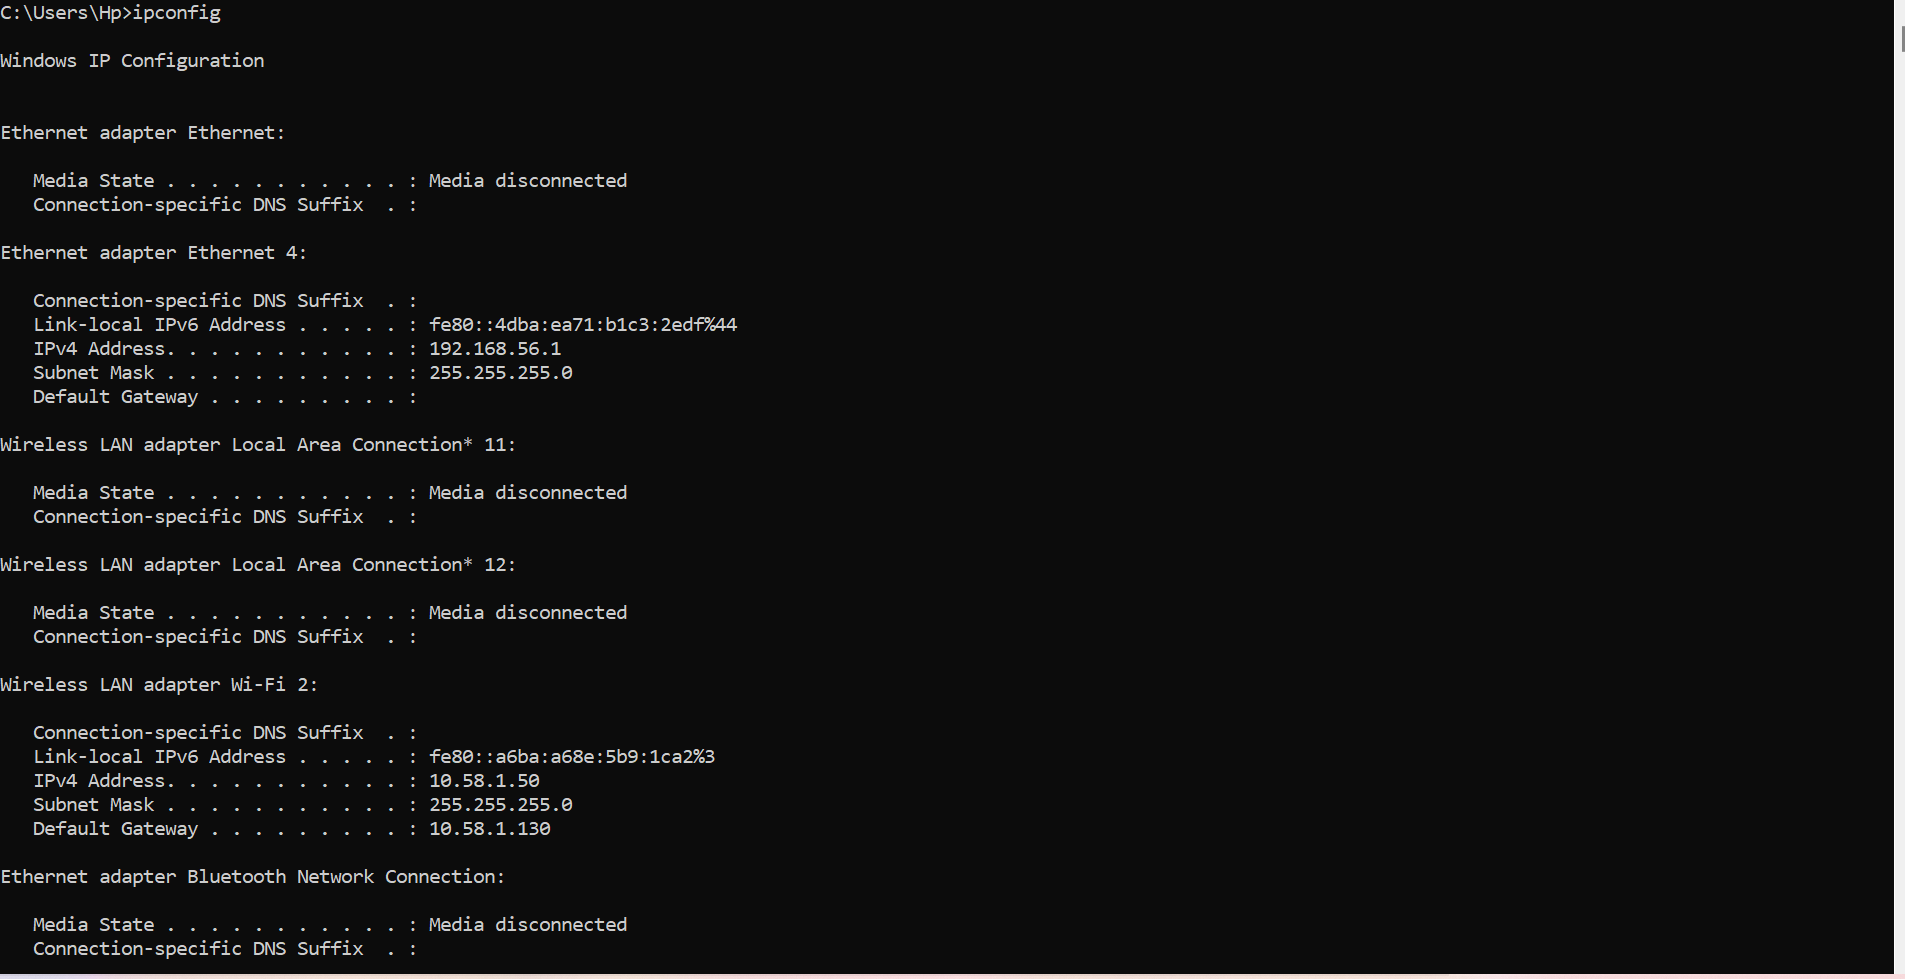 C:\Users\Hp>ipconfig
Windows IP Configuration
Ethernet adapter Ethernet:
   Media State . . . . . . . . . . . : Media disconnected
   Connection-specific DNS Suffix  . :
Ethernet adapter Ethernet 4:
   Connection-specific DNS Suffix  . :
   Link-local IPv6 Address . . . . . : fe80::4dba:ea71:b1c3:2edf%44
   IPv4 Address. . . . . . . . . . . : 192.168.56.1
   Subnet Mask . . . . . . . . . . . : 255.255.255.0
   Default Gateway . . . . . . . . . :
Wireless LAN adapter Local Area Connection* 11:
   Media State . . . . . . . . . . . : Media disconnected
   Connection-specific DNS Suffix  . :
Wireless LAN adapter Local Area Connection* 12:
   Media State . . . . . . . . . . . : Media disconnected
   Connection-specific DNS Suffix  . :
Wireless LAN adapter Wi-Fi 2:
   Connection-specific DNS Suffix  . :
   Link-local IPv6 Address . . . . . : fe80::a6ba:a68e:5b9:1ca2%3
   IPv4 Address. . . . . . . . . . . : 10.58.1.50
   Subnet Mask . . . . . . . . . . . : 255.255.255.0
   Default Gateway . . . . . . . . . : 10.58.1.130
Ethernet adapter Bluetooth Network Connection:
   Media State . . . . . . . . . . . : Media disconnected
   Connection-specific DNS Suffix  . :